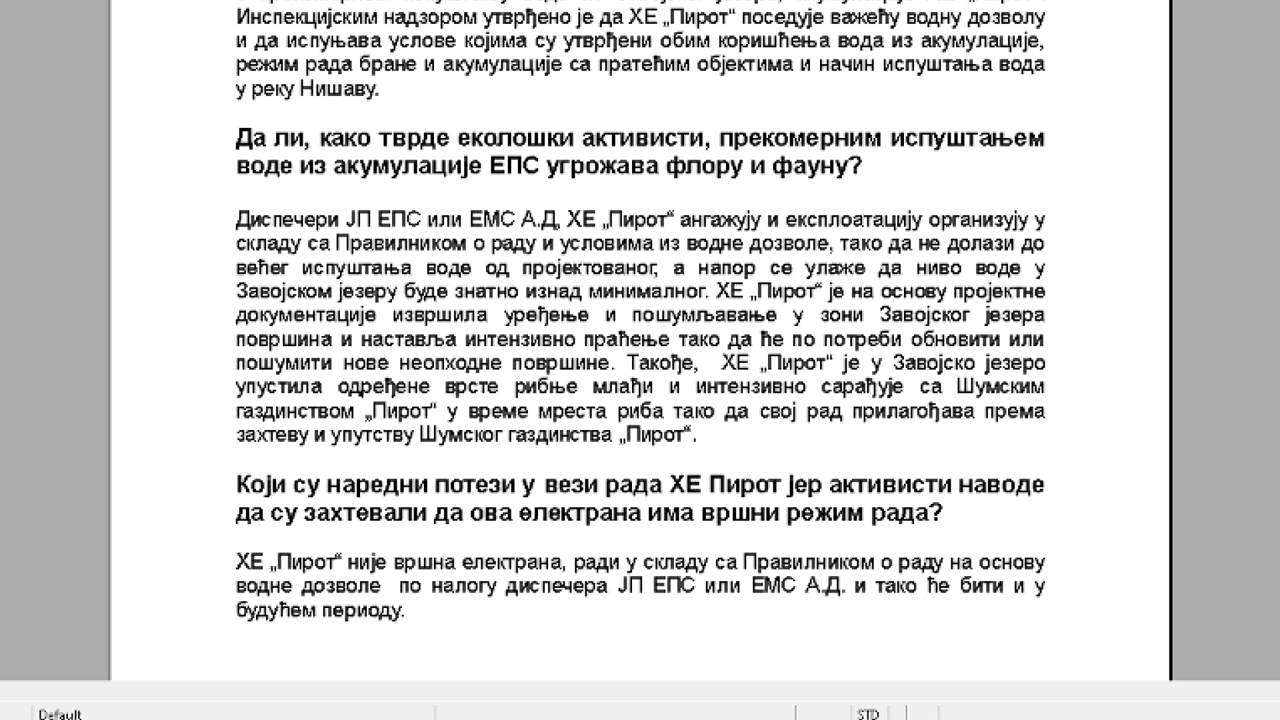 Инспекцијским надзором утврђено је да ХЕ „Пирот“ поседује важећу водну дозволу
и да испуњава услове којима су утврђени обим коришћења вода из акумулације,
режим рада бране и акумулације са пратећим објектима и начин испуштања вода
у реку Нишаву.
Да ли, како тврде еколошки активисти, прекомерним испуштањем
воде из акумулације ЕПС угрожава флору и фауну?
Диспечери ЈП ЕПС или ЕМС А.Д, ХЕ „Пирот“ ангажују и експлоатацију организују у
складу са Правилником о раду и условима из водне дозволе, тако да не долази до
већег испуштања воде од пројектованог, а напор се улаже да ниво воде у
Завојском језеру буде знатно изнад минималног. ХЕ „Пирот“ је на основу пројектне
документације извршила уређење и пошумљавање у зони Завојског језера
површина и наставља интензивно праћење тако да ће по потреби обновити или
пошумити нове неопходне површине. Такође, ХЕ „Пирот“ је у Завојско језеро
упустила одређене врсте рибње млађи и интензивно сарађује са Шумским
газдинством „Пирот“ у време мреста риба тако да свој рад прилагођава према
захтеву и упутству Шумског газдинства „Пирот“.
Који су наредни потези у вези рада ХЕ Пирот јер активисти наводе
да су захтевали да ова електрана има вршни режим рада?
ХЕ „Пирот“ није вршна електрана, ради у складу са Правилником о раду на основу
водне дозволе по налогу диспечера ЈП ЕПС или ЕМС А.Д. и тако ће бити и у
будућем периоду.
Default STD